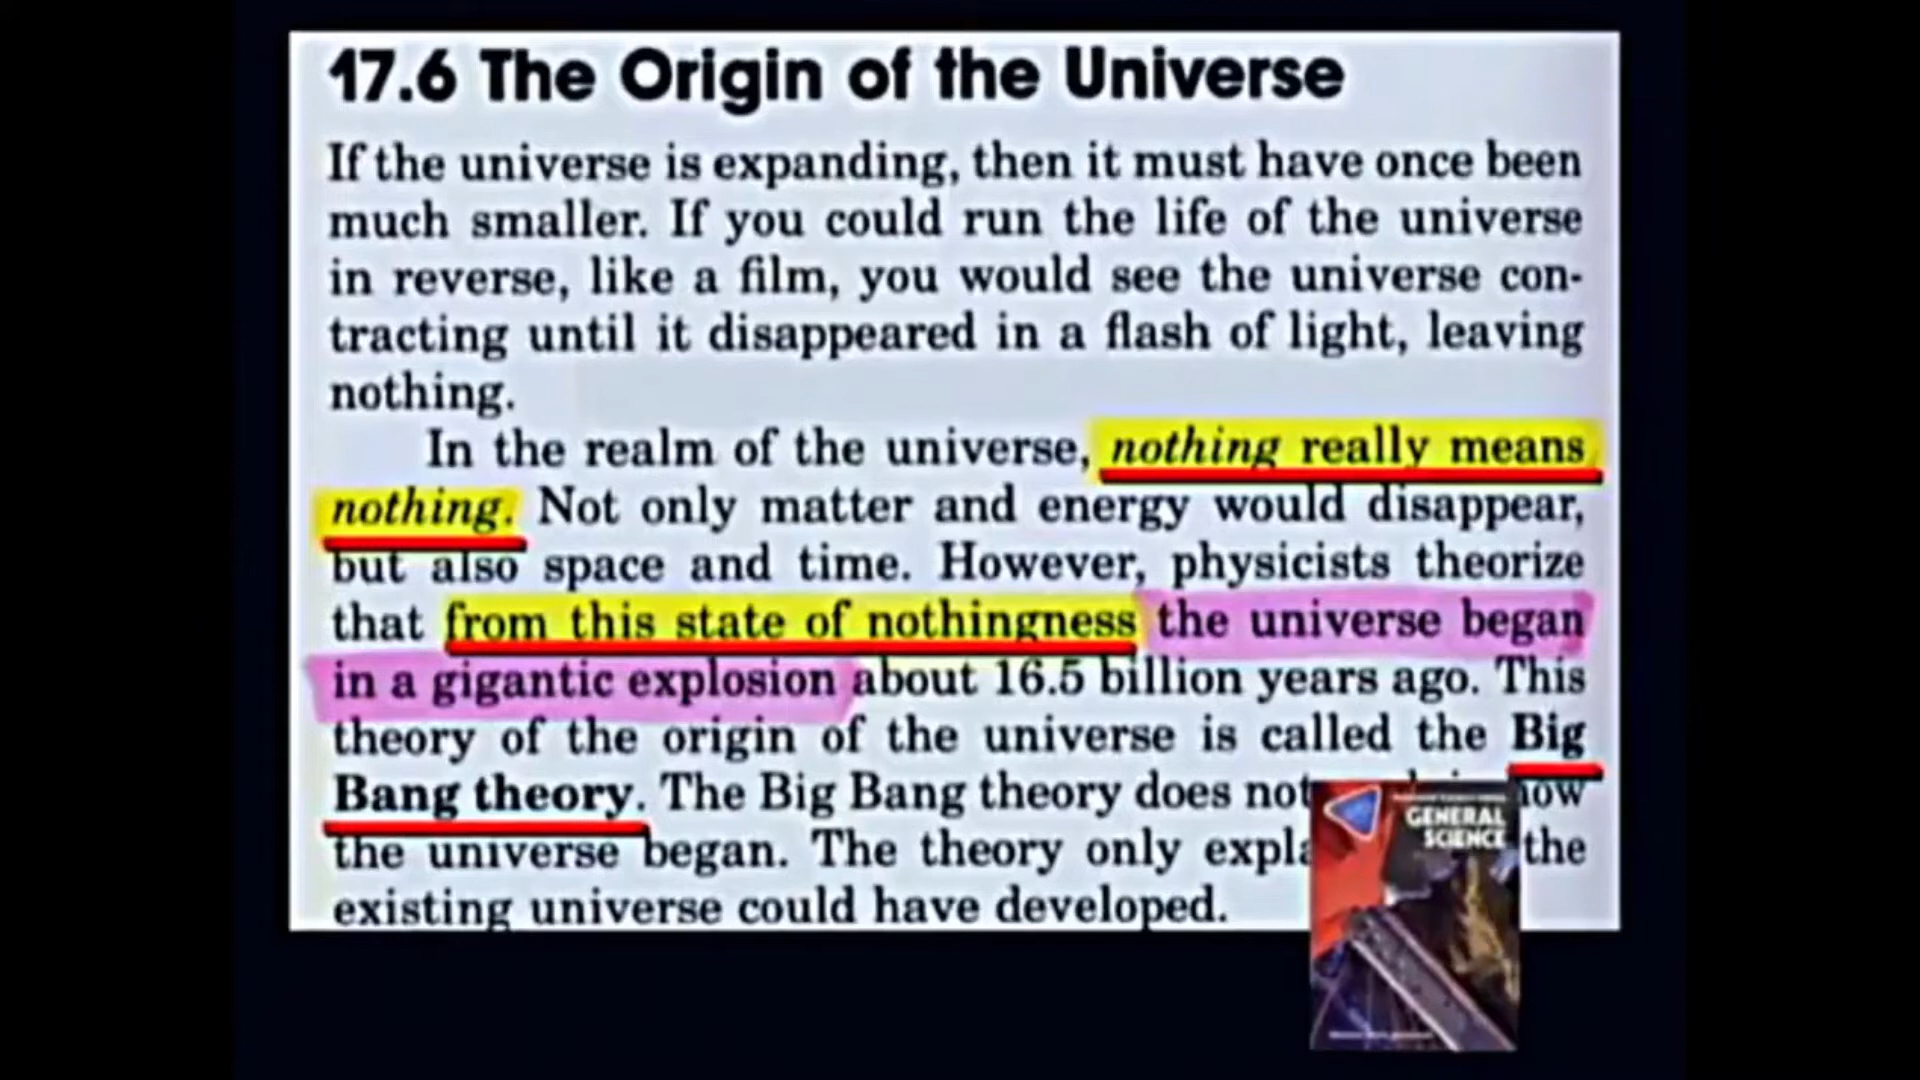 17.6 The Origin of the Universe
If the universe is expanding, then it must have once been
much smaller. If you could run the life of the universe
in reverse, like a film, you would see the universe con-
tracting until it disappeared in a flash of light, leaving
nothing.
In the realm of the universe, nothing really means
nothing. Not only matter and energy would disappear,
but also space and time. However, physicists theorize
that from this state of nothingness the universe began
in a gigantic explosion about 16.5 billion years ago. This
theory of the origin of the universe is called the Big
Bang theory. The Big Bang theory does not how
the universe began. The theory only the
existing universe could have developed.
GENERAL
SCIENCE